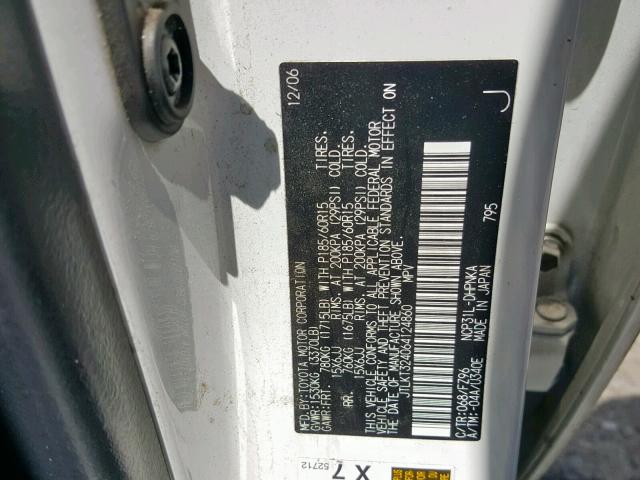 MFD.BY:TOYOTA MOTOR CORPORATION 12/06
GVWR:1530KG (3370LB)
GAWR:FRT. 780KG (1715LB) WITH P185/60R15 TIRES.
15X6JJ RIMS, AT 200KPA (29PSI) COLD.
RR. 760KG (1675LB) WITH P185/60R15 TIRES.
15X6JJ RIMS, AT 200KPA (29PSI) COLD.
THIS VEHICLE CONFORMS TO ALL APPLICABLE FEDERAL MOTOR
VEHICLE SAFETY AND THEFT PREVENTION STANDARDS IN EFFECT ON
THE DATE OF MANUFACTURE SHOWN ABOVE.
JTLKT324064124860 MPV
795
C/TR:068/FZ96 NCP31L-DHPNKA
A/TM:-04A/U340E MADE IN JAPAN
J
X 7
52712